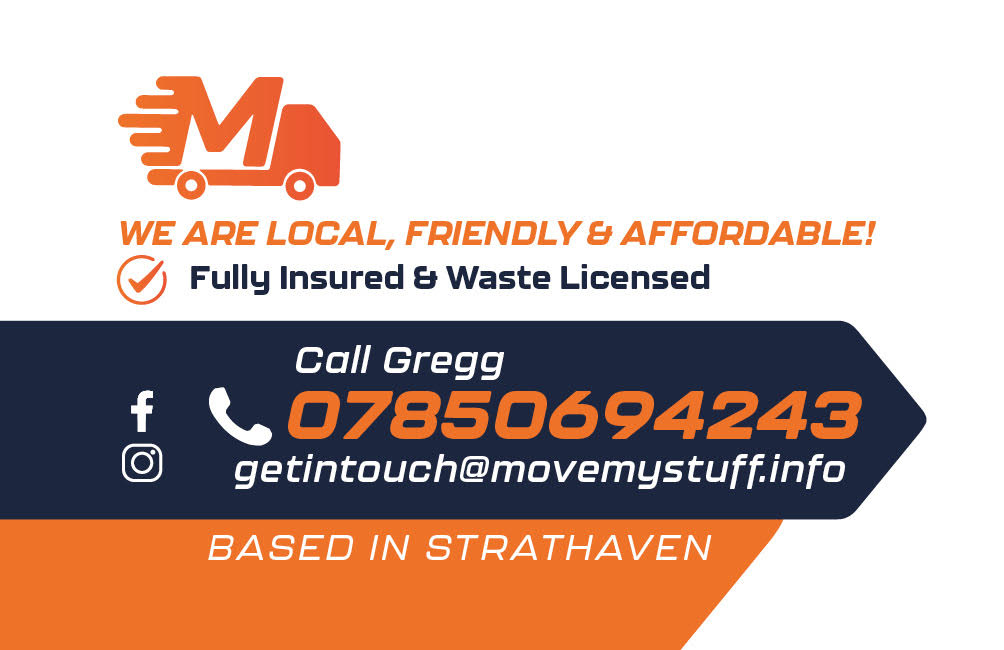 M
WE ARE LOCAL, FRIENDLY & AFFORDABLE!
Fully Insured & Waste Licensed
Call Gregg
07850694243
getintouch@movemystuff.info
BASED IN STRATHAVEN